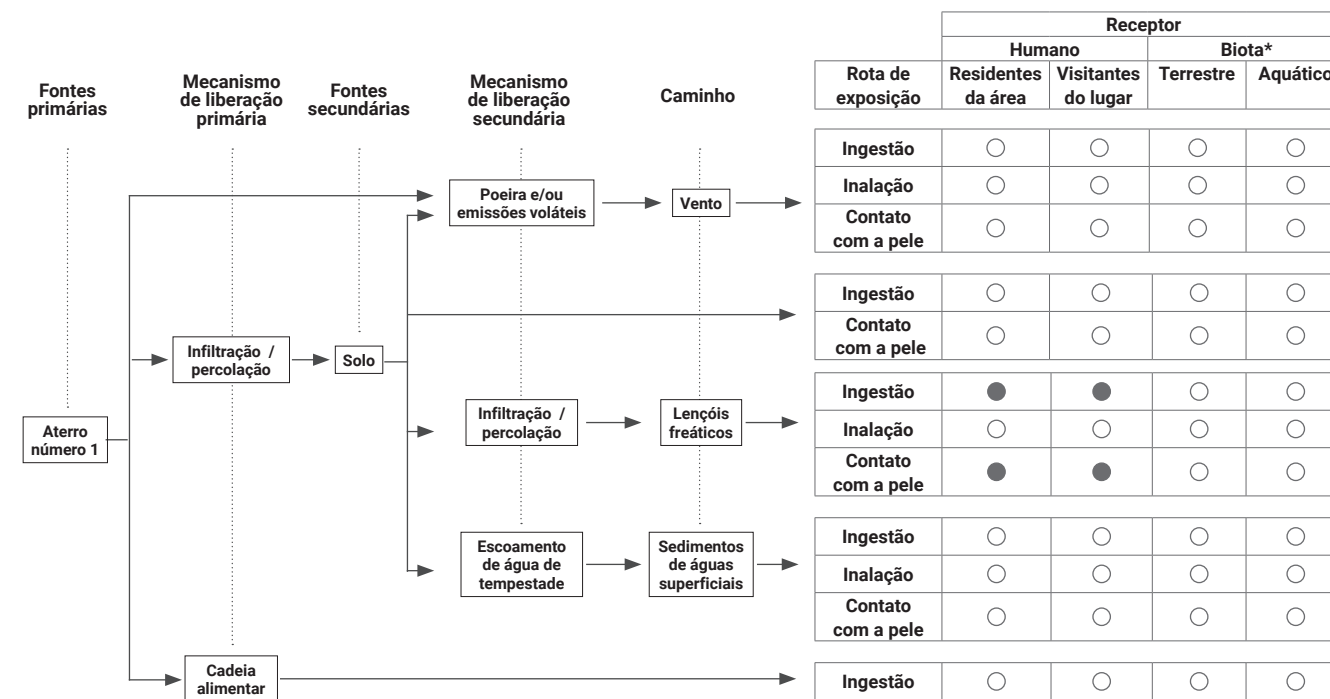 Receptor
Humano
Biota*
Fontes
primárias
Mecanismo
de liberação
primária
Fontes
secundárias
Mecanismo
de liberação
secundária
Caminho
Rota de
exposição
Residentes
da área
Visitantes
do lugar
Terrestre
Aquático
Ingestão
Inalação
Contato
com a pele
Poeira e/ou
emissões voláteis
Vento
Ingestão
Contato
com a pele
Infiltração /
percolação
Solo
Ingestão
Inalação
Contato
com a pele
Infiltração /
percolação
Lençóis
freáticos
Aterro
número 1
Escoamento
de água de
tempestade
Sedimentos
de águas
superficiais
Ingestão
Inalação
Contato
com a pele
Cadeia
alimentar
Ingestão